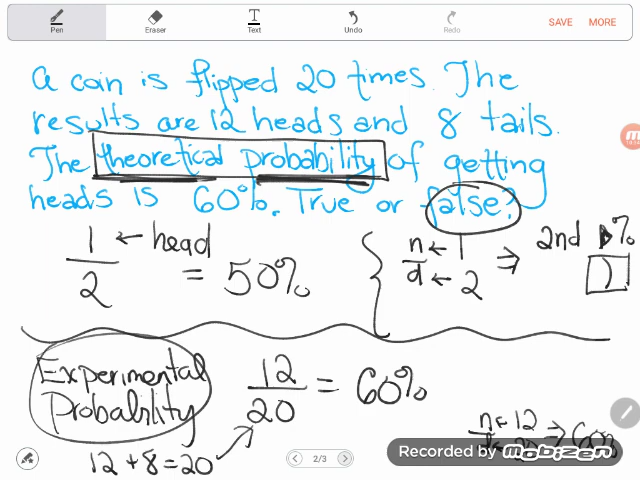 Pen Eraser Text Undo Redo SAVE MORE
A coin is flipped 20 times. The
results are 12 heads and 8 tails.
The theoretical probability of getting
heads is 60%. True or false?
1 ← head
2
= 50%
n ← 1
d ← 2
⇒ 2nd %
Experimental
Probability
12
20
= 60%
12 + 8 = 20
n ← 12
⇒ 60%
2/3
Recorded by mobizen